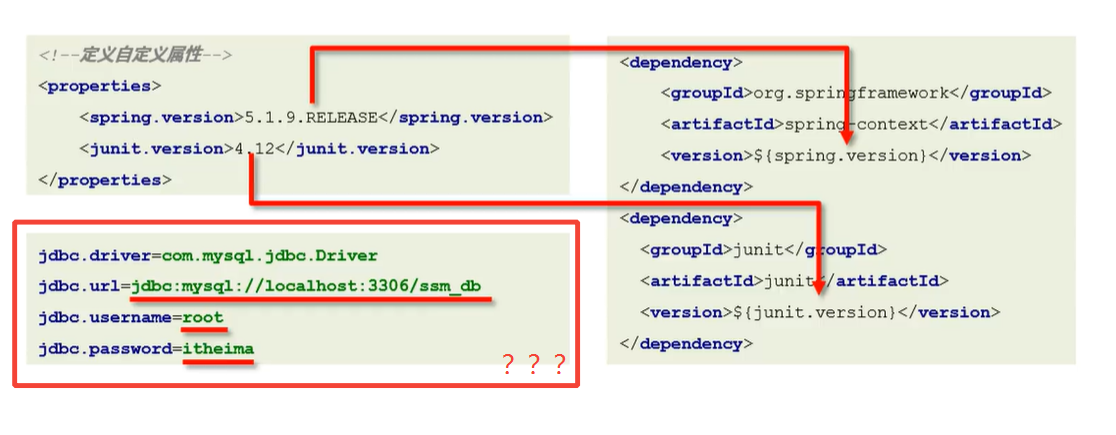 <!--定义自定义属性-->
<properties>
<spring.version>5.1.9.RELEASE</spring.version>
<junit.version>4.12</junit.version>
</properties>
jdbc.driver=com.mysql.jdbc.Driver
jdbc.url=jdbc:mysql://localhost:3306/ssm_db
jdbc.username=root
jdbc.password=itheima
？？？
<dependency>
<groupId>org.springframework</groupId>
<artifactId>spring-context</artifactId>
<version>${spring.version}</version>
</dependency>
<dependency>
<groupId>junit</groupId>
<artifactId>junit</artifactId>
<version>${junit.version}</version>
</dependency>